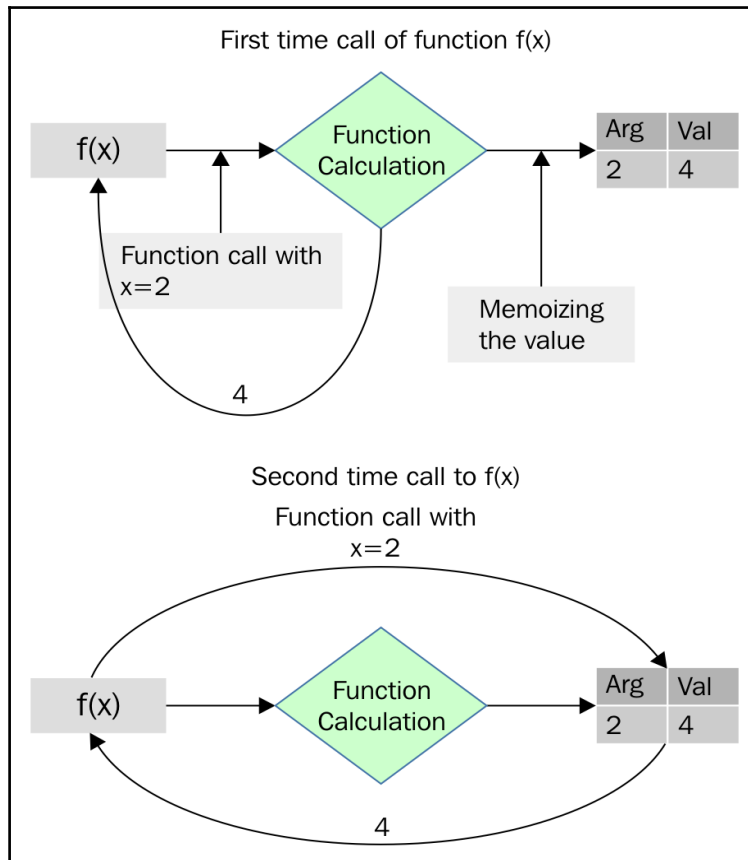 First time call of function f(x)
f(x)
Function
Calculation
Arg Val
2 4
Function call with
x=2
Memoizing
the value
4
Second time call to f(x)
Function call with
x=2
f(x)
Function
Calculation
Arg Val
2 4
4